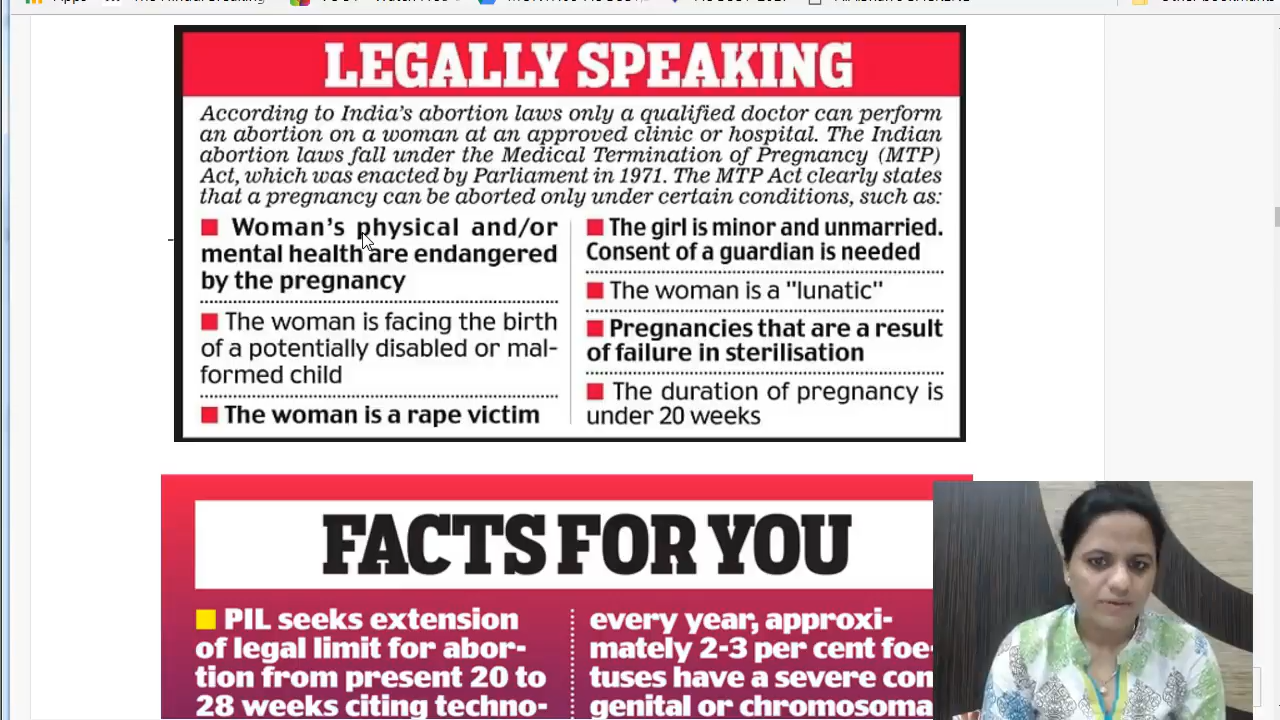 LEGALLY SPEAKING
According to India's abortion laws only a qualified doctor can perform
an abortion on a woman at an approved clinic or hospital. The Indian
abortion laws fall under the Medical Termination of Pregnancy (MTP)
Act, which was enacted by Parliament in 1971. The MTP Act clearly states
that a pregnancy can be aborted only under certain conditions, such as:
Woman's physical and/or
mental health are endangered
by the pregnancy
The woman is facing the birth
of a potentially disabled or mal-
formed child
The woman is a rape victim
The girl is minor and unmarried.
Consent of a guardian is needed
The woman is a "lunatic"
Pregnancies that are a result
of failure in sterilisation
The duration of pregnancy is
under 20 weeks
FACTS FOR YOU
PIL seeks extension
of legal limit for abor-
tion from present 20 to
28 weeks citing techno-
every year, approxi-
mately 2-3 per cent foe-
tuses have a severe con
genital or chromosoma